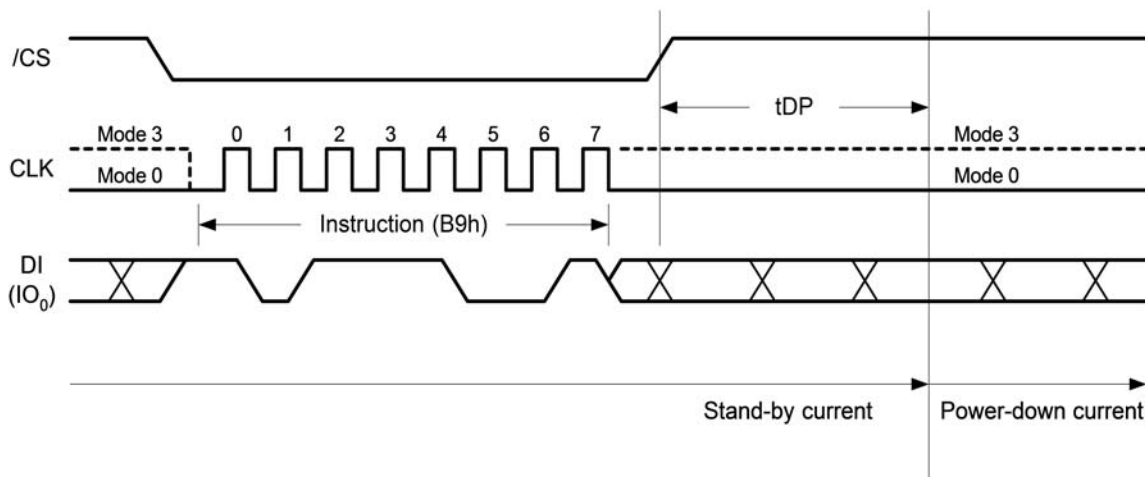 /CS
tDP
Mode 3
0 1 2 3 4 5 6 7
Mode 3
CLK
Mode 0
Mode 0
Instruction (B9h)
DI
(IO₀)
Stand-by current
Power-down current